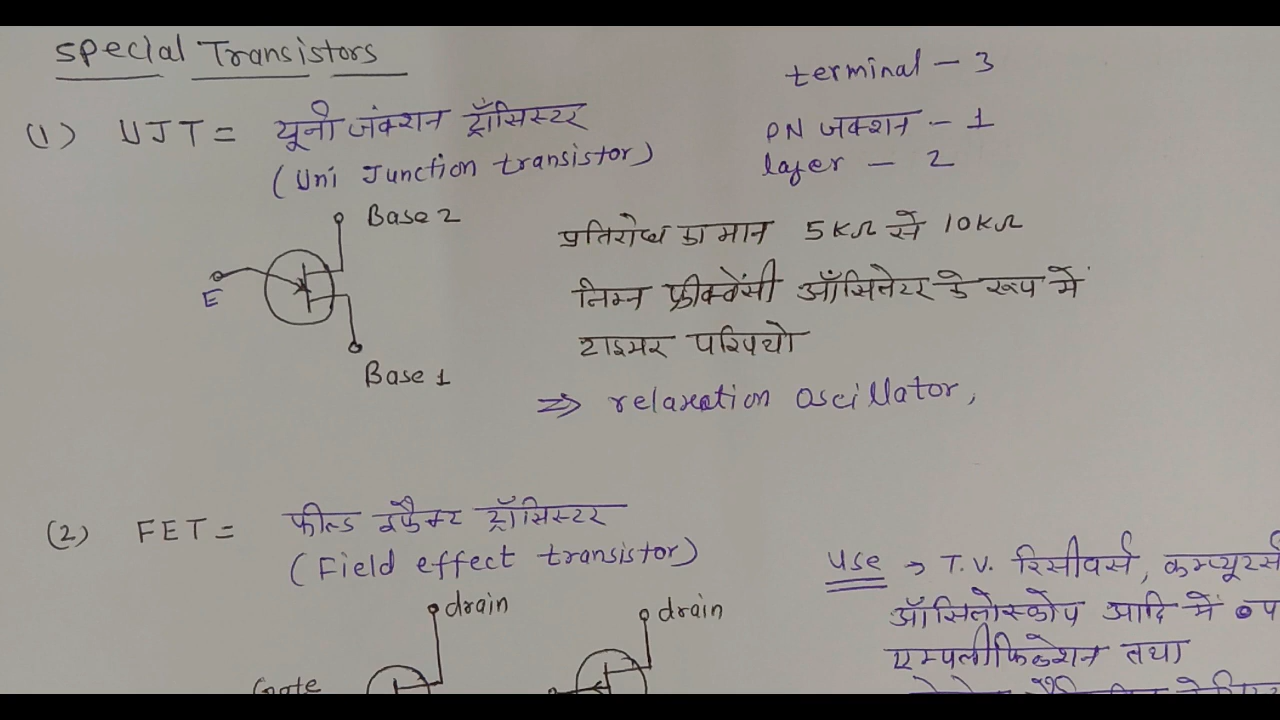 Special Transistors
(1) UJT = यूनी जंक्शन ट्राँसिस्टर
(Uni Junction transistor)
terminal - 3
PN जक्शन - 1
layer - 2
Base 2
E
Base 1
प्रतिरोध का मान 5KΩ से 10KΩ
निम्न फ्रीक्वेंसी ऑसिलेटर के रूप में
टाइमर परिपथो
⇒ relaxation oscillator,
(2) FET = फील्ड इफैक्ट ट्राँसिस्टर
(Field effect transistor)
drain
drain
Gate
use → T.V. रिसीवर्स, कम्प्यूटर्स
ऑसिलोस्कोप आदि में
एम्पलीफिकेशन तथा